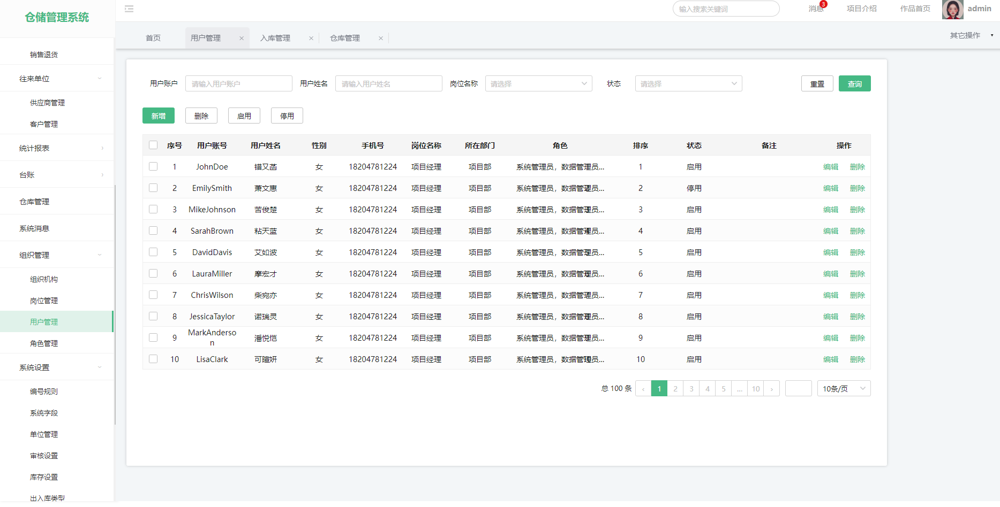 仓储管理系统
输入搜索关键词
消息
3
项目介绍
作品首页
admin
首页
用户管理
入库管理
仓库管理
其它操作
销售退货
往来单位
供应商管理
客户管理
统计报表
台账
仓库管理
系统消息
组织管理
组织机构
岗位管理
用户管理
角色管理
系统设置
编号规则
系统字段
单位管理
审核设置
库存设置
出入库类型
用户账户 请输入用户账户 用户姓名 请输入用户姓名 岗位名称 请选择 状态 请选择 重置 查询
新增 删除 启用 停用
序号 用户账号 用户姓名 性别 手机号 岗位名称 所在部门 角色 排序 状态 备注 操作
1 JohnDoe 错又菡 女 18204781224 项目经理 项目部 系统管理员，数据管理员... 1 启用 编辑 删除
2 EmilySmith 萧文惠 女 18204781224 项目经理 项目部 系统管理员，数据管理员... 2 停用 编辑 删除
3 MikeJohnson 苦俊楚 女 18204781224 项目经理 项目部 系统管理员，数据管理员... 3 启用 编辑 删除
4 SarahBrown 粘天蓝 女 18204781224 项目经理 项目部 系统管理员，数据管理员... 4 启用 编辑 删除
5 DavidDavis 艾如波 女 18204781224 项目经理 项目部 系统管理员，数据管理员... 5 启用 编辑 删除
6 LauraMiller 摩宏才 女 18204781224 项目经理 项目部 系统管理员，数据管理员... 6 启用 编辑 删除
7 ChrisWilson 柴宛亦 女 18204781224 项目经理 项目部 系统管理员，数据管理员... 7 启用 编辑 删除
8 JessicaTaylor 诺瑞灵 女 18204781224 项目经理 项目部 系统管理员，数据管理员... 8 启用 编辑 删除
9 MarkAnderson 潘悦恺 女 18204781224 项目经理 项目部 系统管理员，数据管理员... 9 启用 编辑 删除
10 LisaClark 可暄妍 女 18204781224 项目经理 项目部 系统管理员，数据管理员... 10 启用 编辑 删除
总 100 条 ‹ 1 2 3 4 5 ... 10 › 10条/页